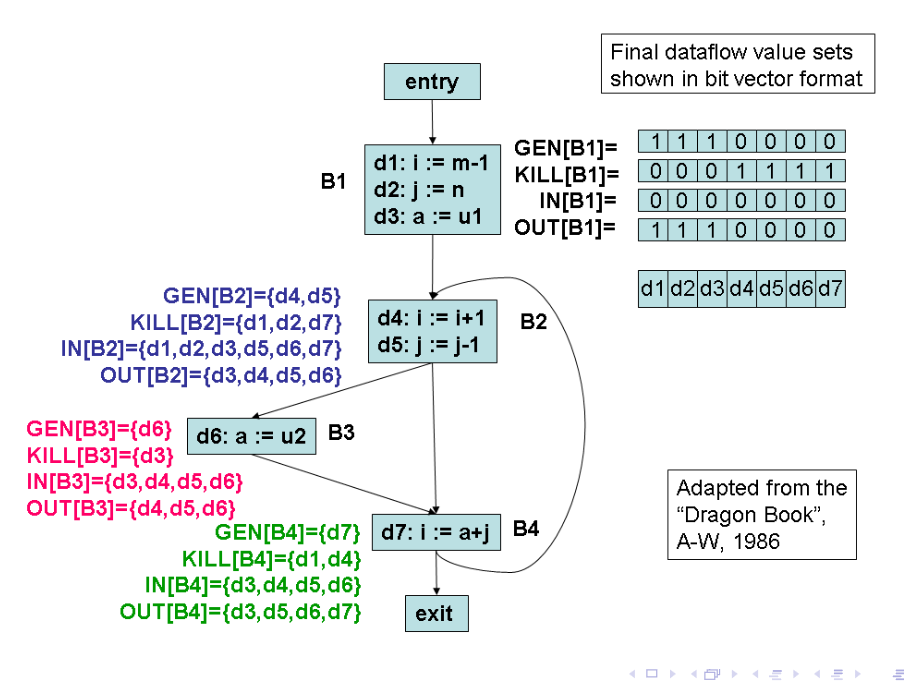 Final dataflow value sets
shown in bit vector format
entry
B1
d1: i := m-1
d2: j := n
d3: a := u1
GEN[B1]= 1 1 1 0 0 0 0
KILL[B1]= 0 0 0 1 1 1 1
IN[B1]= 0 0 0 0 0 0 0
OUT[B1]= 1 1 1 0 0 0 0
d1 d2 d3 d4 d5 d6 d7
GEN[B2]={d4,d5}
KILL[B2]={d1,d2,d7}
IN[B2]={d1,d2,d3,d5,d6,d7}
OUT[B2]={d3,d4,d5,d6}
d4: i := i+1
d5: j := j-1
B2
GEN[B3]={d6}
KILL[B3]={d3}
IN[B3]={d3,d4,d5,d6}
OUT[B3]={d4,d5,d6}
d6: a := u2
B3
Adapted from the
“Dragon Book”,
A-W, 1986
GEN[B4]={d7}
KILL[B4]={d1,d4}
IN[B4]={d3,d4,d5,d6}
OUT[B4]={d3,d5,d6,d7}
d7: i := a+j
B4
exit